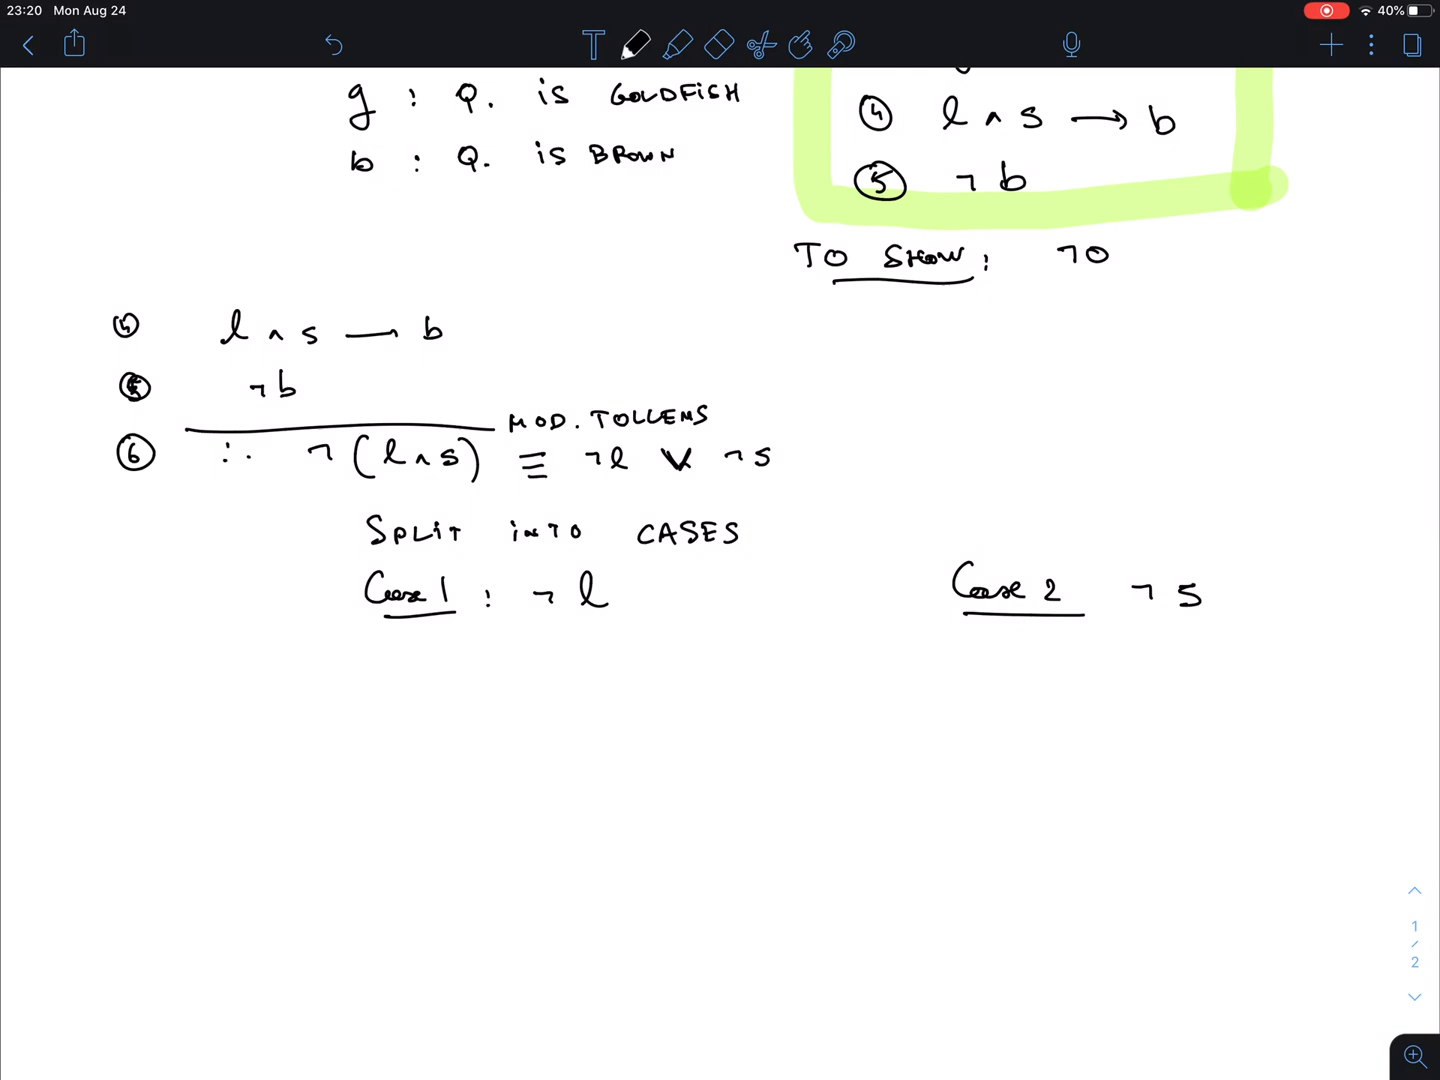 23:20 Mon Aug 24
40%
T
g : Q. is GOLDFISH
b : Q. is BROWN
④ l ∧ s → b
⑤ ¬ b
TO SHOW: ¬o
④ l ∧ s — b
⑤ ¬b
MOD. TOLLENS
⑥ ∴ ¬ (l ∧ s) ≡ ¬l ∨ ¬s
SPLIT INTO CASES
Case 1 : ¬ l
Case 2 ¬ s
1
/
2